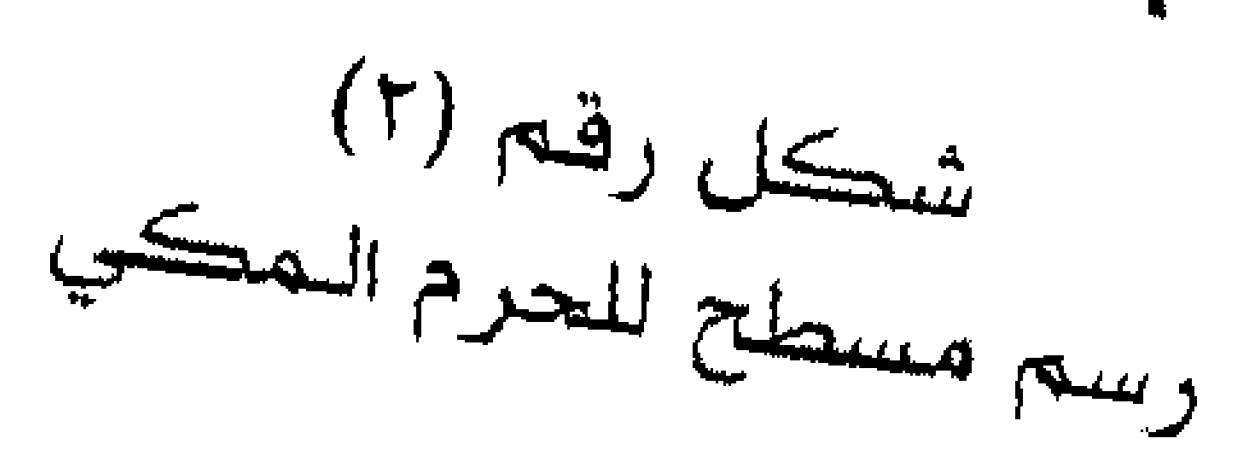 شكل رقم (٢)
رسم مسطح للحرم المكي